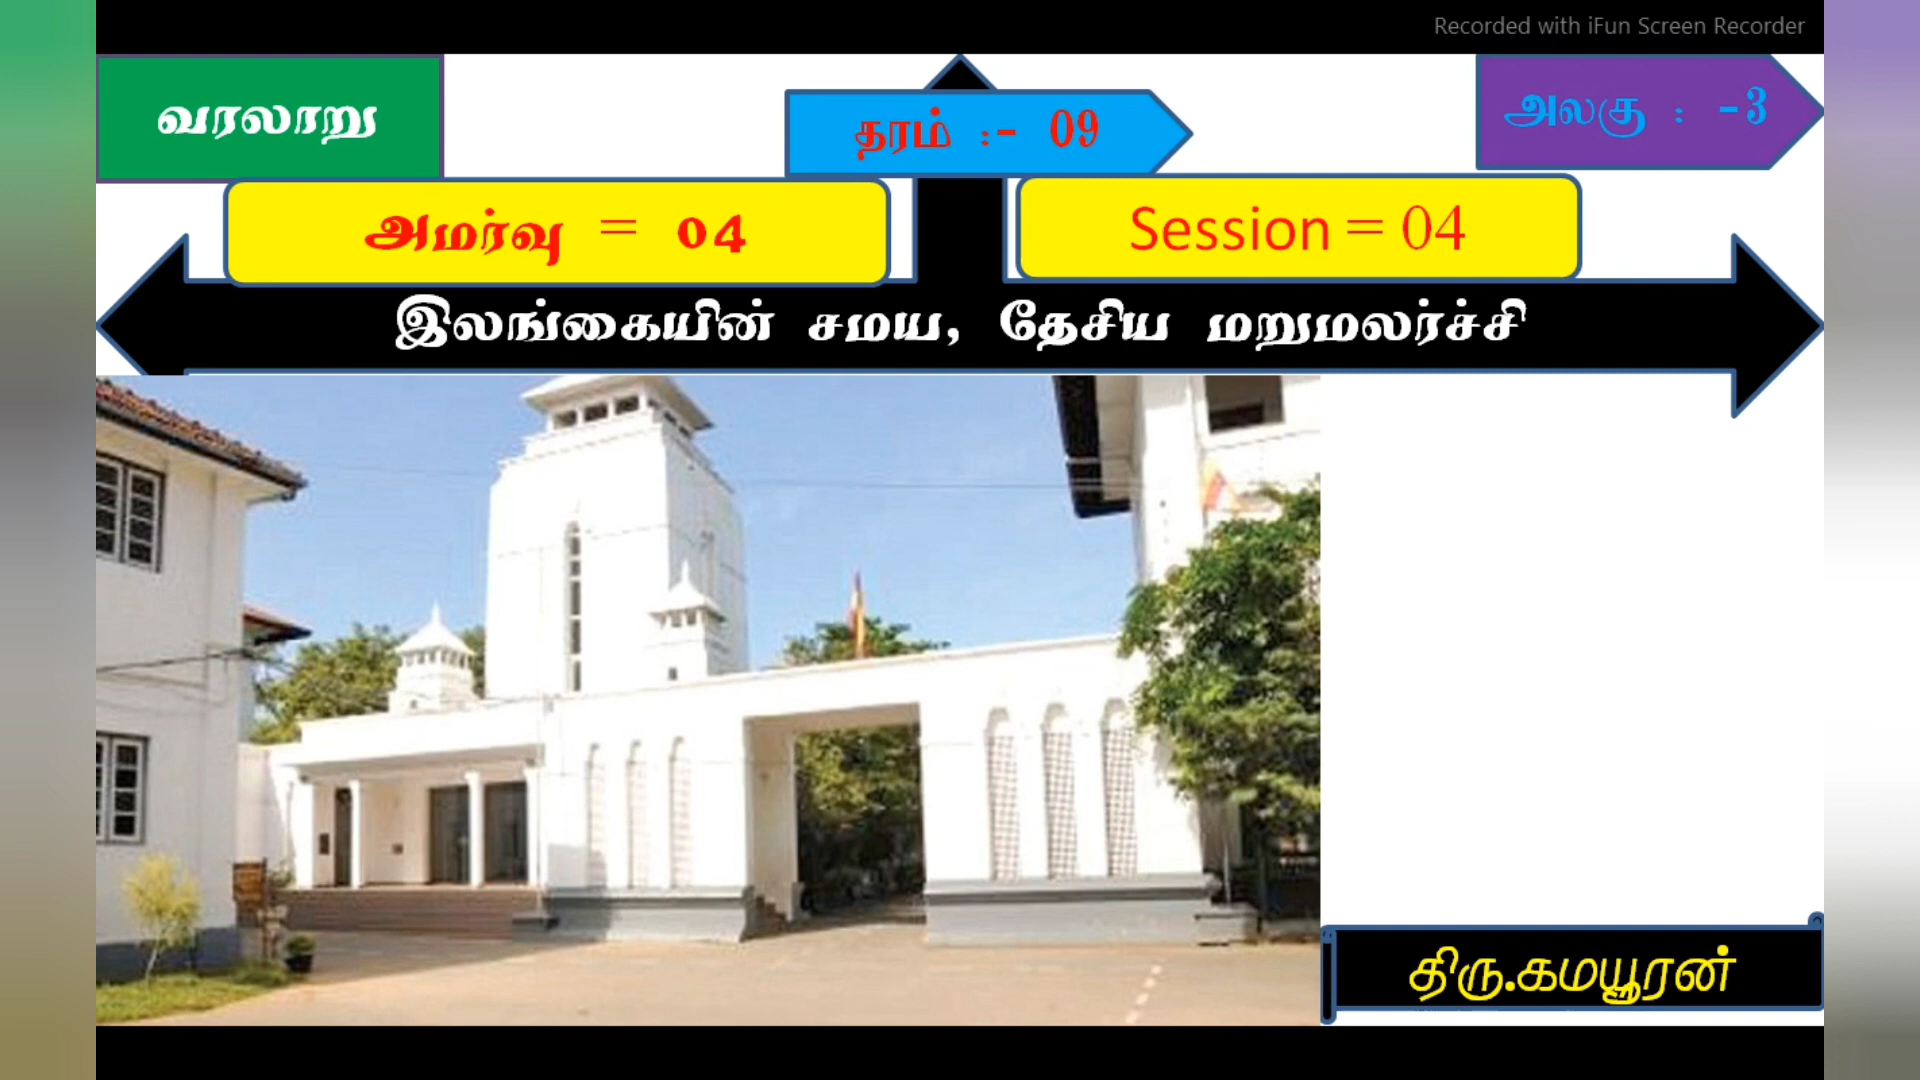 Recorded with iFun Screen Recorder
வரலாறு
தரம் :- 09
அலகு : -3
அமர்வு = 04
Session = 04
இலங்கையின் சமய, தேசிய மறுமலர்ச்சி
திரு.கமயூரன்